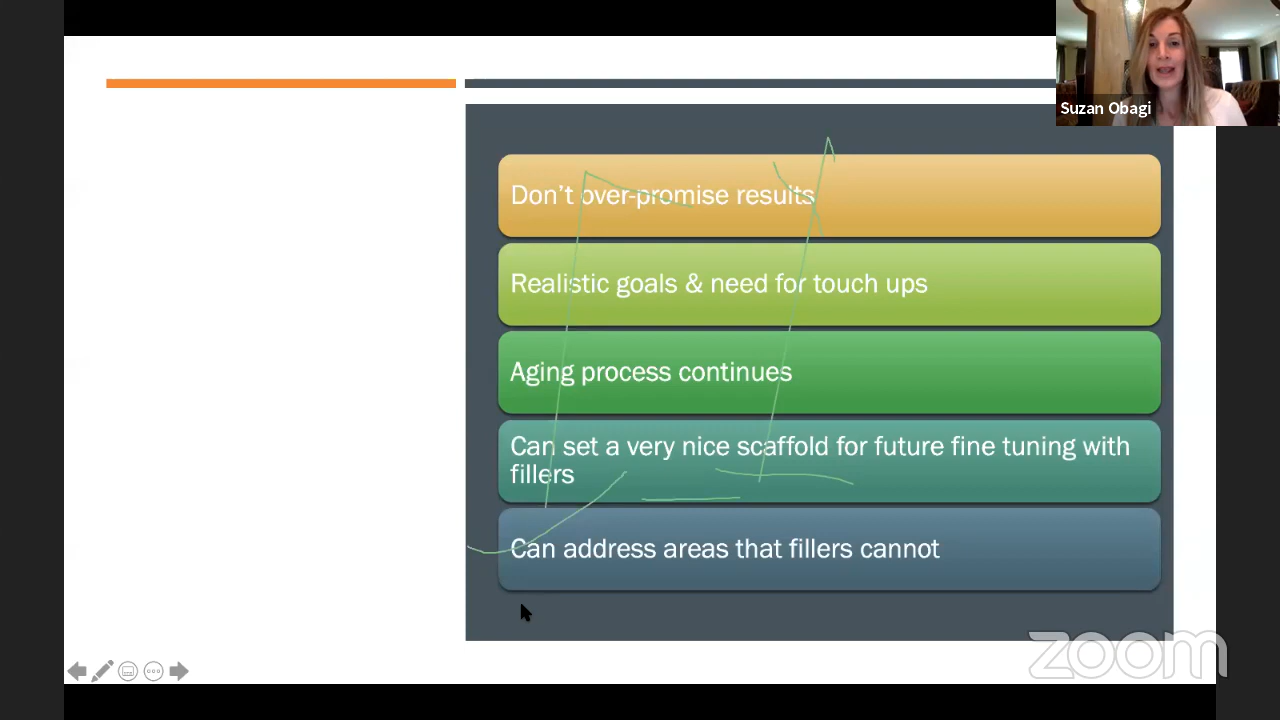 Suzan Obagi
Don't over-promise results
Realistic goals & need for touch ups
Aging process continues
Can set a very nice scaffold for future fine tuning with
fillers
Can address areas that fillers cannot
zoom